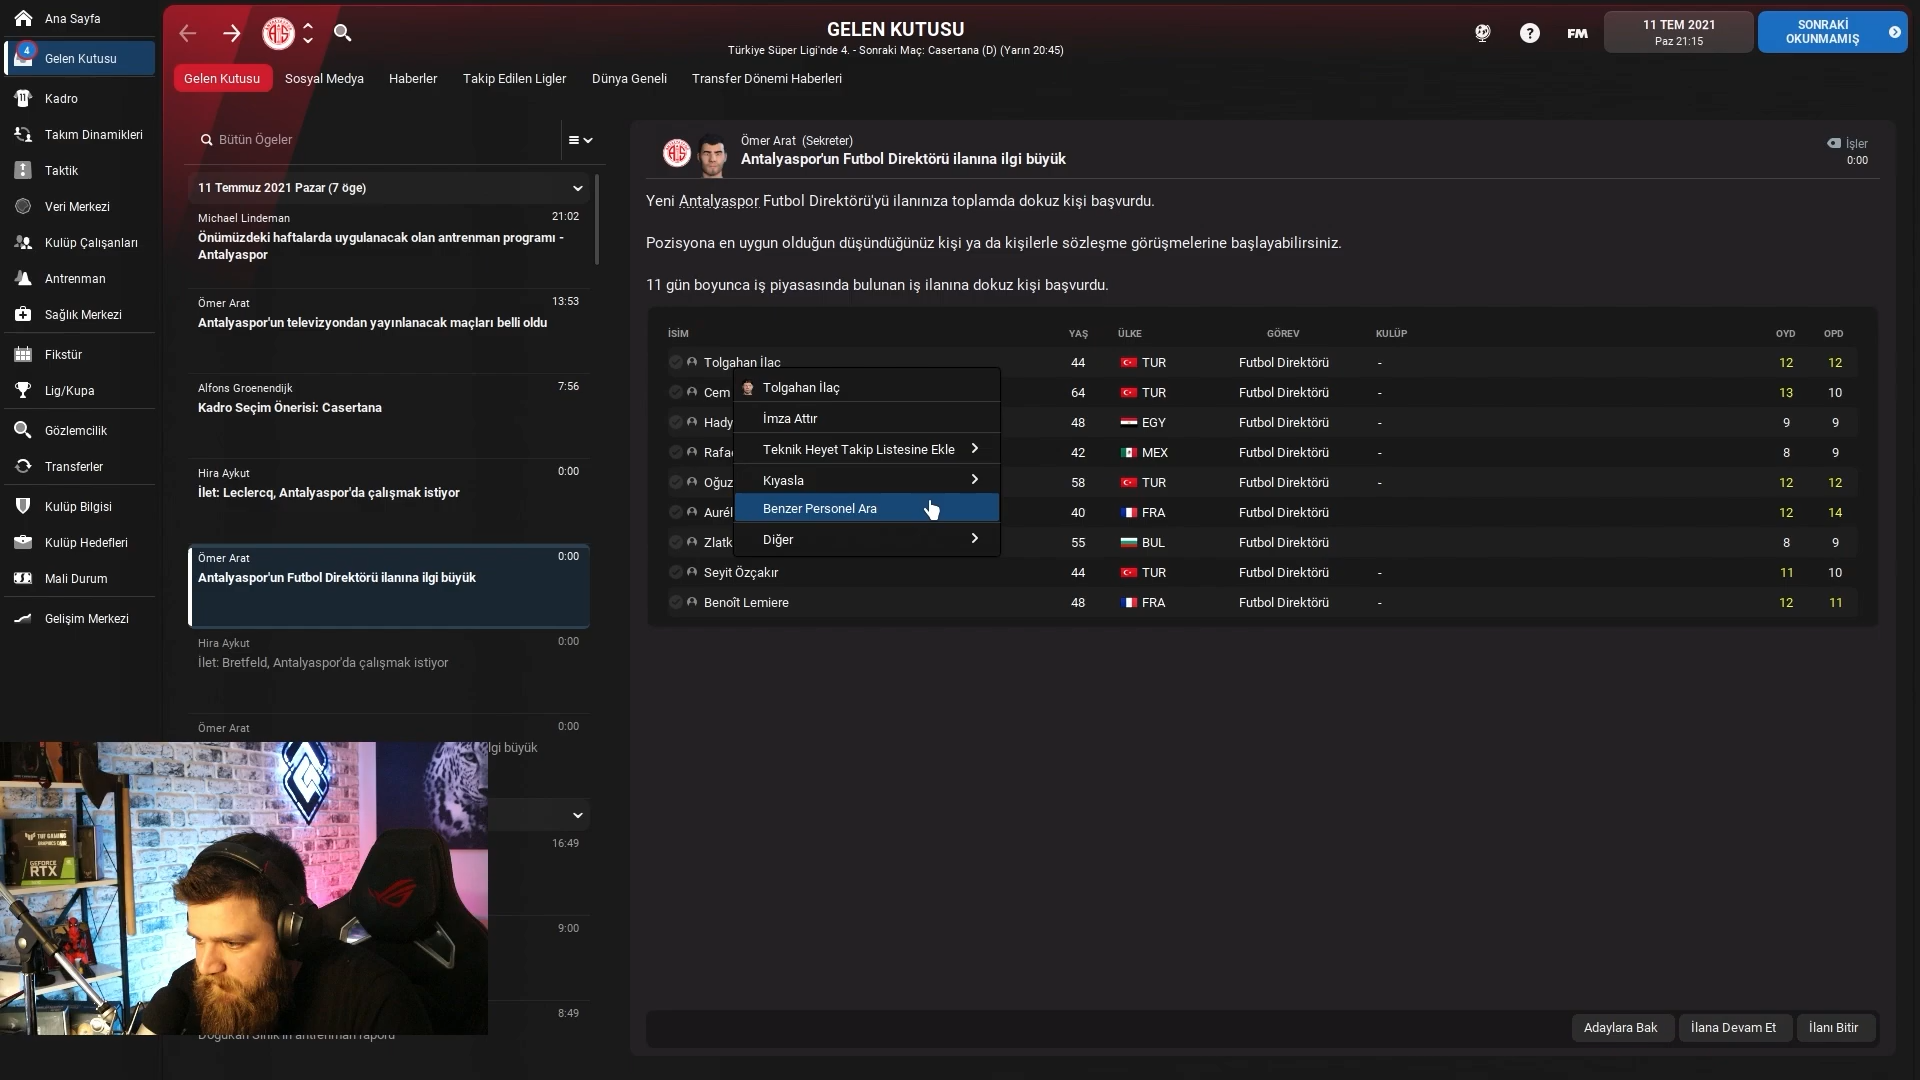 Ana Sayfa
4
Gelen Kutusu
Kadro
Takım Dinamikleri
Taktik
Veri Merkezi
Kulüp Çalışanları
Antrenman
Sağlık Merkezi
Fikstür
Lig/Kupa
Gözlemcilik
Transferler
Kulüp Bilgisi
Kulüp Hedefleri
Mali Durum
Gelişim Merkezi
GELEN KUTUSU
Türkiye Süper Ligi'nde 4. - Sonraki Maç: Casertana (D) (Yarın 20:45)
FM
11 TEM 2021
Paz 21:15
SONRAKİ
OKUNMAMIŞ
Gelen Kutusu Sosyal Medya Haberler Takip Edilen Ligler Dünya Geneli Transfer Dönemi Haberleri
Bütün Ögeler
11 Temmuz 2021 Pazar (7 öge)
Michael Lindeman 21:02
Önümüzdeki haftalarda uygulanacak olan antrenman programı -
Antalyaspor
Ömer Arat 13:53
Antalyaspor'un televizyondan yayınlanacak maçları belli oldu
Alfons Groenendijk 7:56
Kadro Seçim Önerisi: Casertana
Hira Aykut 0:00
İlet: Leclercq, Antalyaspor'da çalışmak istiyor
Ömer Arat 0:00
Antalyaspor'un Futbol Direktörü ilanına ilgi büyük
Hira Aykut 0:00
İlet: Bretfeld, Antalyaspor'da çalışmak istiyor
Ömer Arat 0:00
ilgi büyük
16:49
9:00
8:49
Doğukan Sinik'in antrenman raporu
TUF GAMING
GEFORCE
RTX
Ömer Arat (Sekreter)
Antalyaspor'un Futbol Direktörü ilanına ilgi büyük
İşler
0:00
Yeni Antalyaspor Futbol Direktörü'yü ilanınıza toplamda dokuz kişi başvurdu.
Pozisyona en uygun olduğun düşündüğünüz kişi ya da kişilerle sözleşme görüşmelerine başlayabilirsiniz.
11 gün boyunca iş piyasasında bulunan iş ilanına dokuz kişi başvurdu.
İSİM YAŞ ÜLKE GÖREV KULÜP OYD OPD
Tolgahan İlaç 44 TUR Futbol Direktörü - 12 12
Cem 64 TUR Futbol Direktörü - 13 10
Hady 48 EGY Futbol Direktörü - 9 9
Rafa 42 MEX Futbol Direktörü - 8 9
Oğuz 58 TUR Futbol Direktörü - 12 12
Aurél 40 FRA Futbol Direktörü 12 14
Zlatk 55 BUL Futbol Direktörü 8 9
Seyit Özçakır 44 TUR Futbol Direktörü - 11 10
Benoît Lemiere 48 FRA Futbol Direktörü - 12 11
Tolgahan İlaç
İmza Attır
Teknik Heyet Takip Listesine Ekle
Kıyasla
Benzer Personel Ara
Diğer
Adaylara Bak İlana Devam Et İlanı Bitir